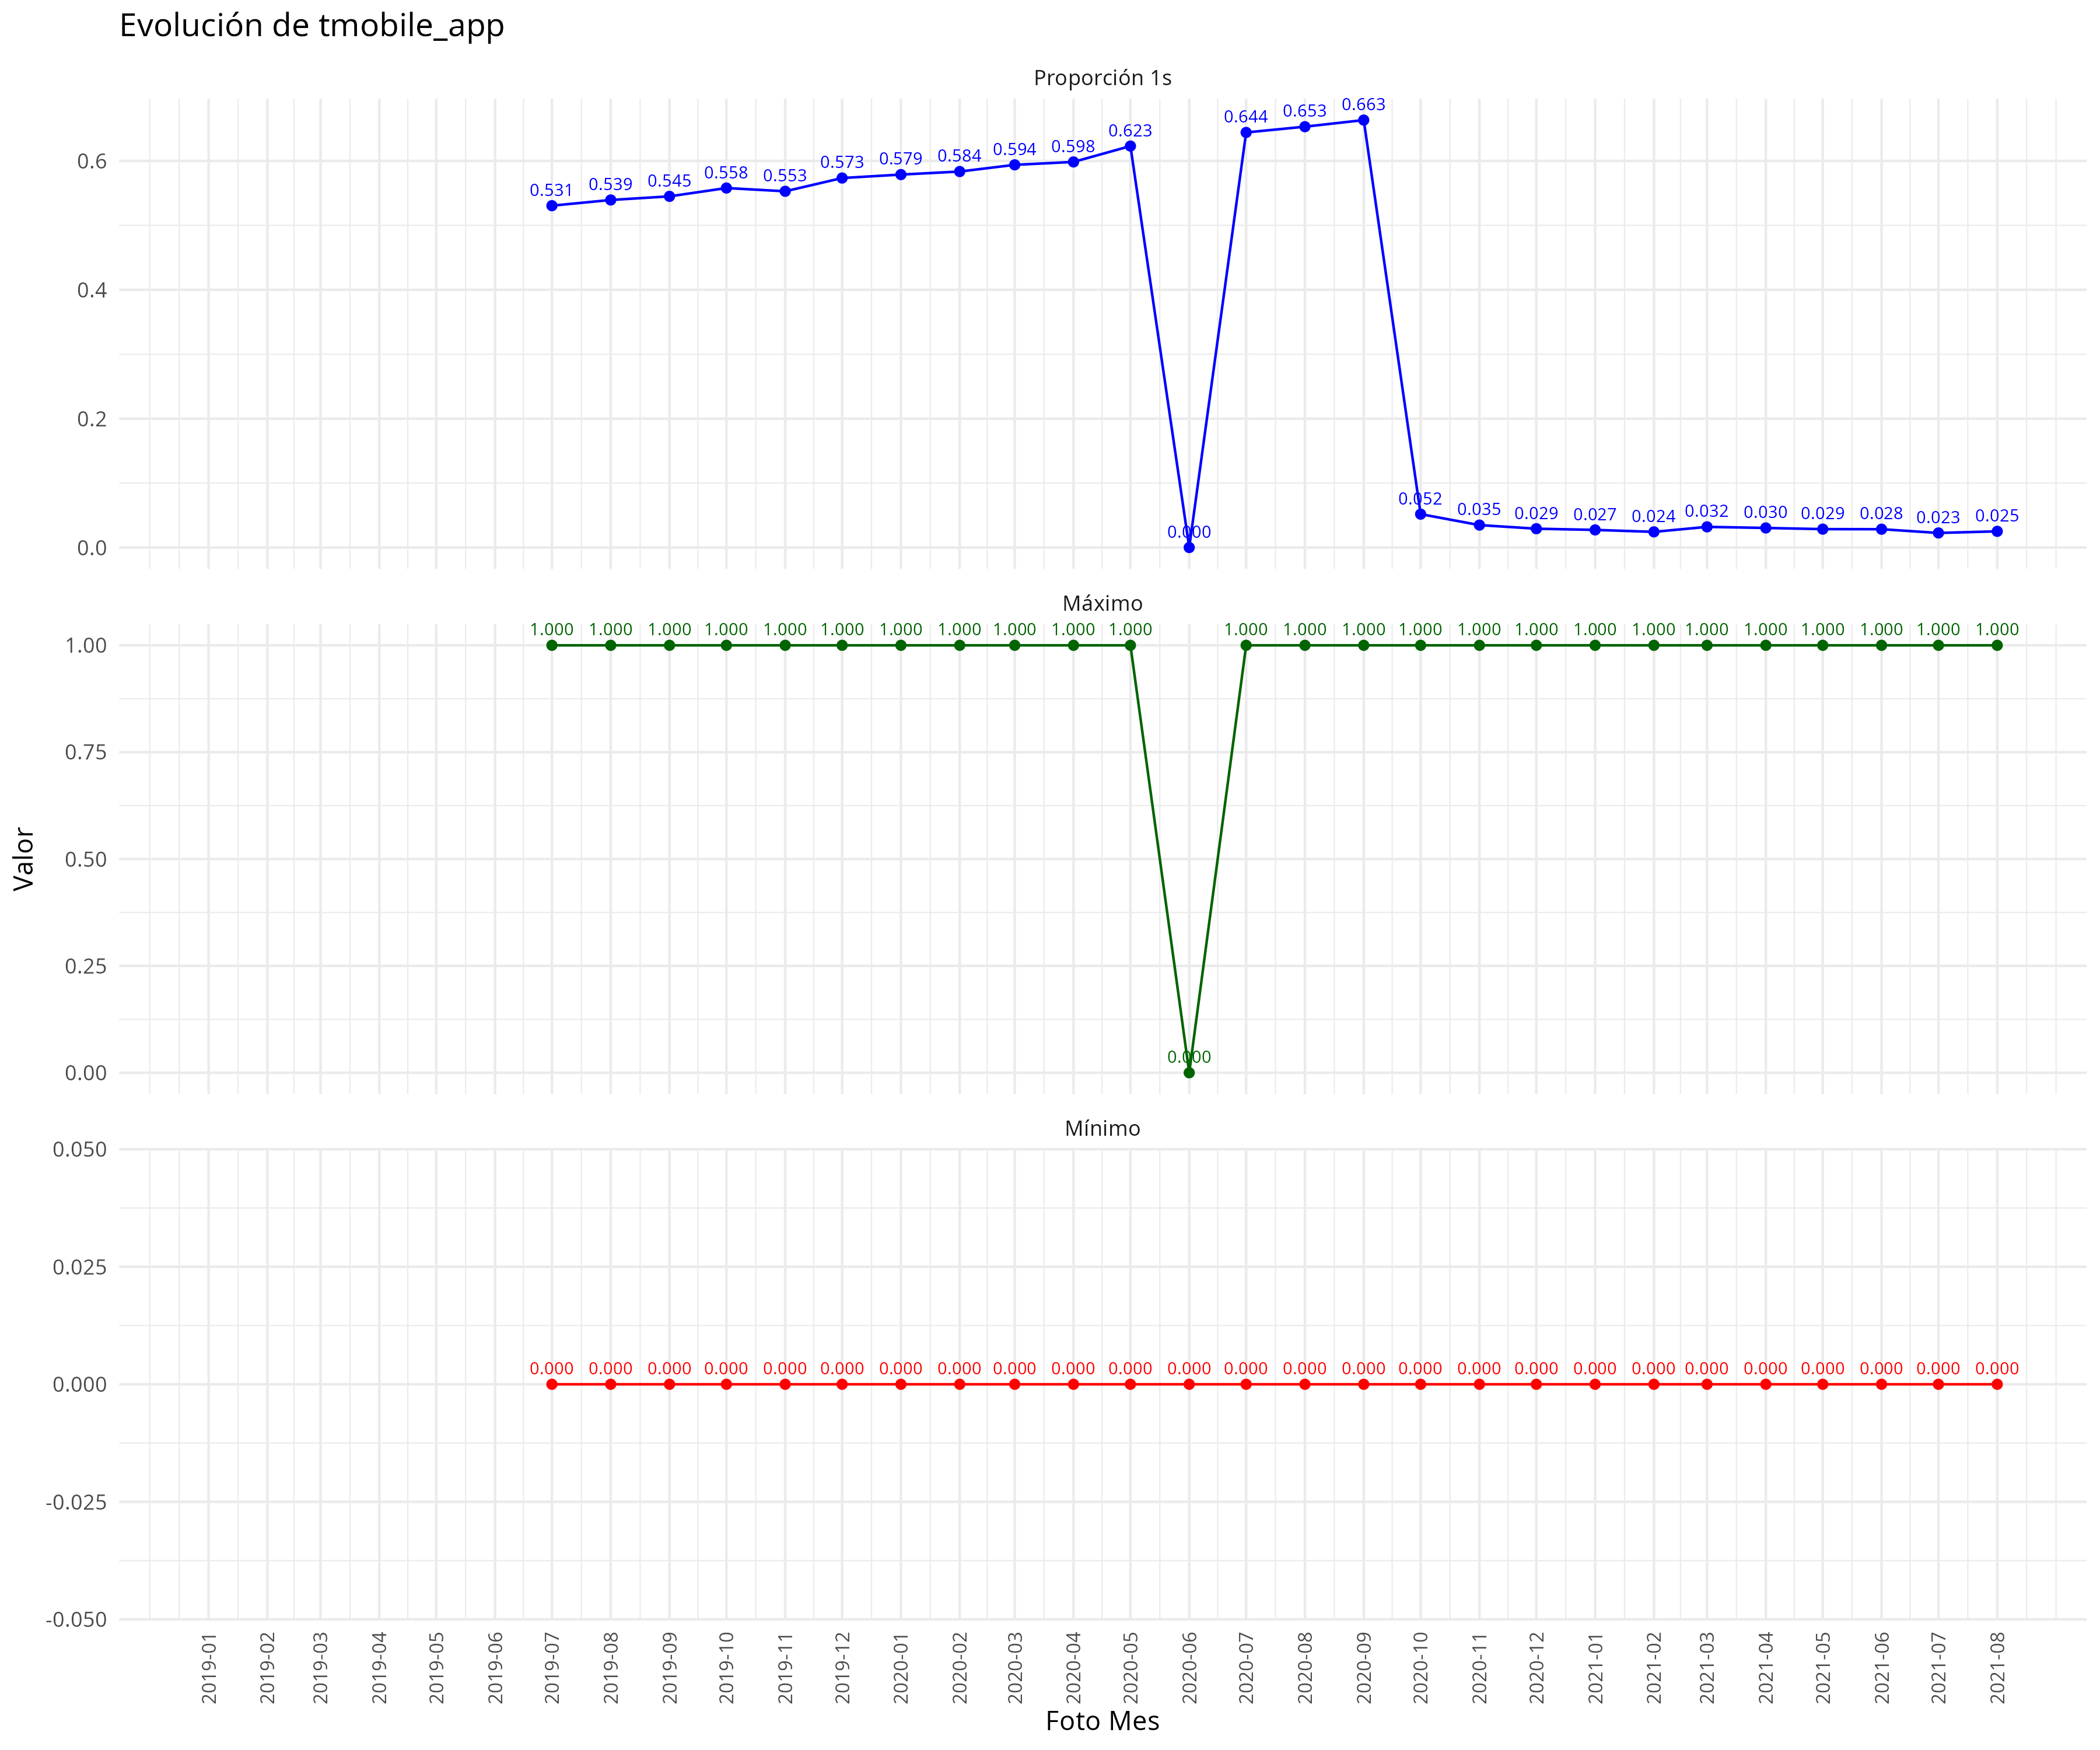 Evolución de tmobile_app
Proporción 1s
0.531 0.539 0.545 0.558 0.553 0.573 0.579 0.584 0.594 0.598 0.623 0.000 0.644 0.653 0.663 0.052 0.035 0.029 0.027 0.024 0.032 0.030 0.029 0.028 0.023 0.025
0.6
0.4
0.2
0.0
Máximo
1.000 1.000 1.000 1.000 1.000 1.000 1.000 1.000 1.000 1.000 1.000 0.000 1.000 1.000 1.000 1.000 1.000 1.000 1.000 1.000 1.000 1.000 1.000 1.000 1.000 1.000
1.00
0.75
0.50
0.25
0.00
Valor
Mínimo
0.050
0.025
0.000
-0.025
-0.050
0.000 0.000 0.000 0.000 0.000 0.000 0.000 0.000 0.000 0.000 0.000 0.000 0.000 0.000 0.000 0.000 0.000 0.000 0.000 0.000 0.000 0.000 0.000 0.000 0.000 0.000
2019-01 2019-02 2019-03 2019-04 2019-05 2019-06 2019-07 2019-08 2019-09 2019-10 2019-11 2019-12 2020-01 2020-02 2020-03 2020-04 2020-05 2020-06 2020-07 2020-08 2020-09 2020-10 2020-11 2020-12 2021-01 2021-02 2021-03 2021-04 2021-05 2021-06 2021-07 2021-08
Foto Mes